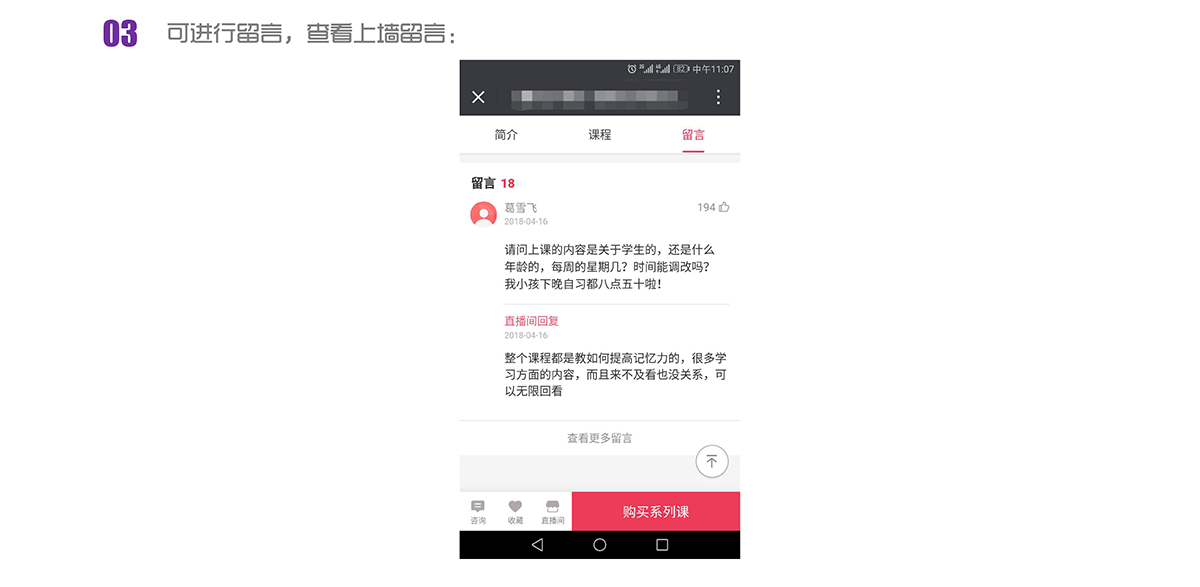 03 可进行留言，查看上墙留言：
2G 4G 82 中午11:07
简介 课程 留言
留言 18
葛雪飞 194
2018-04-16
请问上课的内容是关于学生的，还是什么
年龄的，每周的星期几？时间能调改吗？
我小孩下晚自习都八点五十啦！
直播间回复
2018-04-16
整个课程都是教如何提高记忆力的，很多学
习方面的内容，而且来不及看也没关系，可
以无限回看
查看更多留言
咨询 收藏 直播间 购买系列课